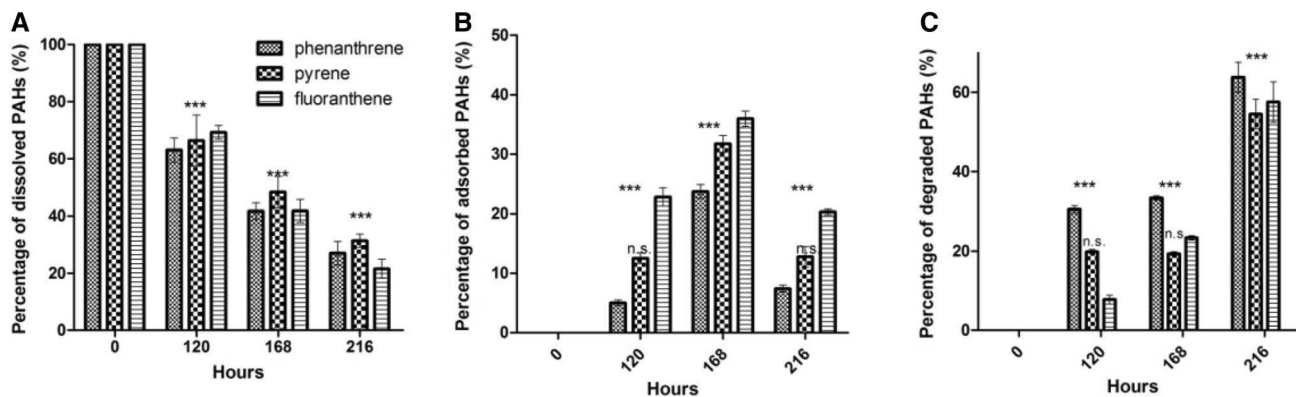 A
Percentage of dissolved PAHs (%)
100
80
60
40
20
0
phenanthrene
pyrene
fluoranthene
***
***
***
0 120 168 216
Hours
B
Percentage of adsorbed PAHs (%)
50
40
30
20
10
0
***
n.s.
***
***
n.s
0 120 168 216
Hours
C
Percentage of degraded PAHs (%)
60
40
20
0
***
n.s.
***
n.s
***
0 120 168 216
Hours